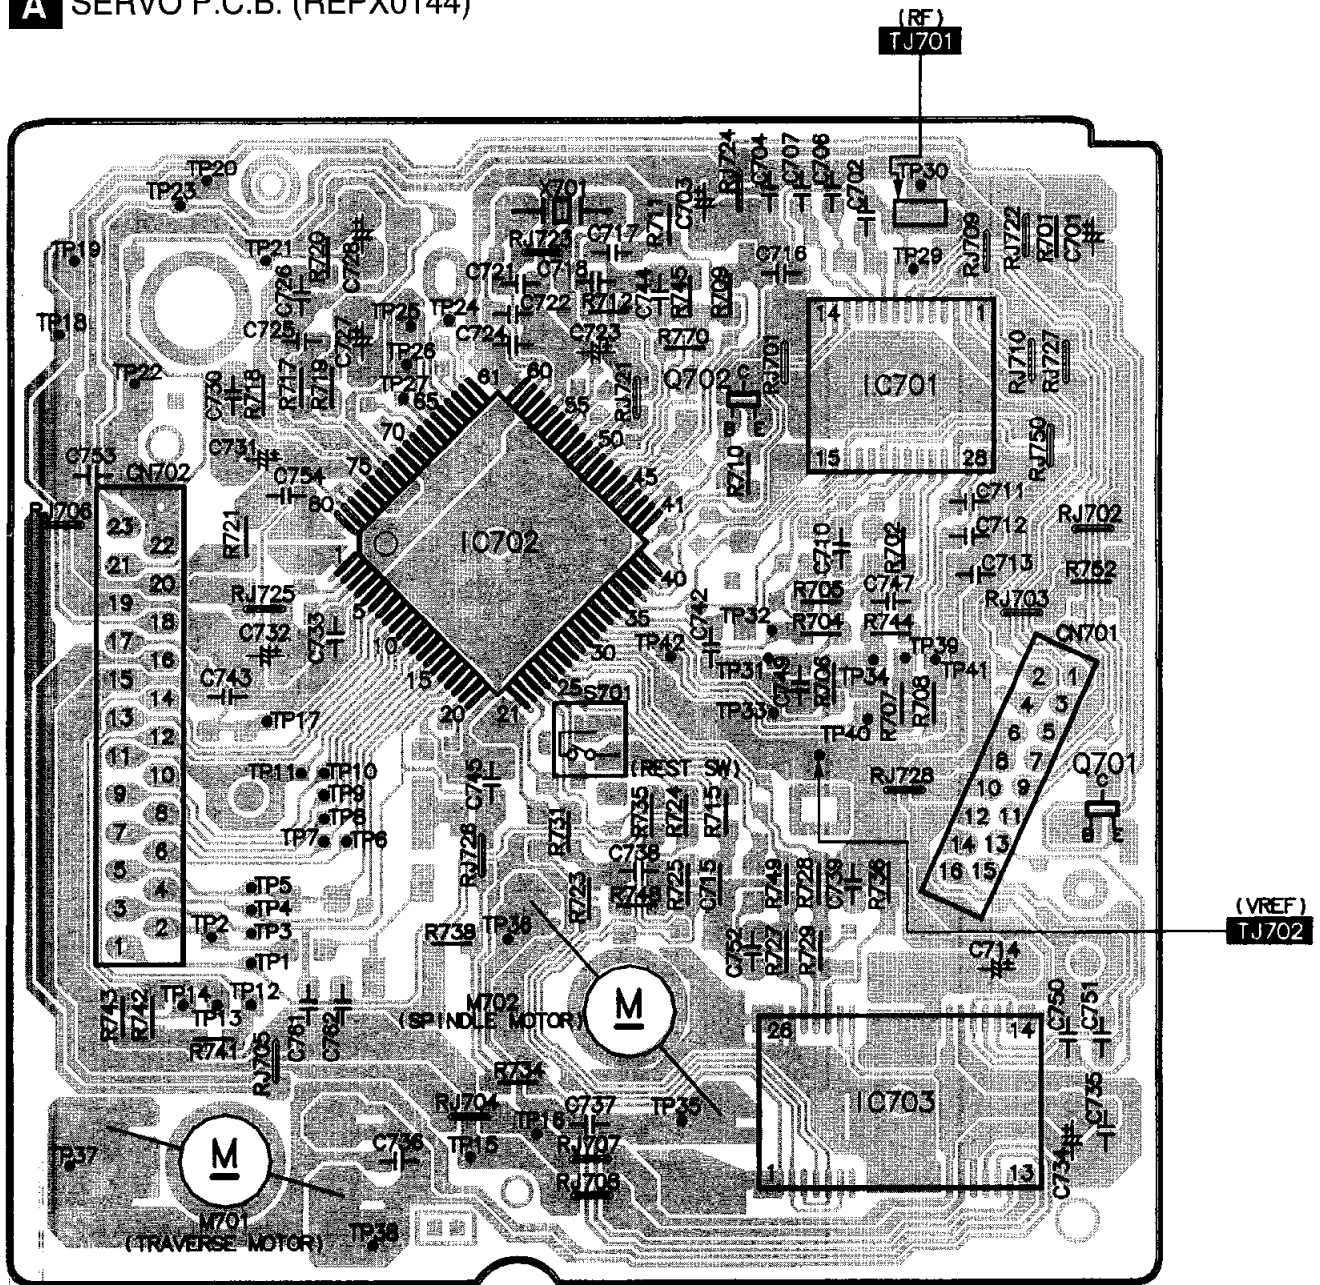 A SERVO P.C.B. (REPX0144)
(RF)
TJ701
TP20
TP23
RJ724
C704
C707
C706
C702
TP30
TP19
TP21
R720
C728
X701
RJ723
C717
R711
C703
C716
TP29
RJ709
RJ722
R701
C701
C726
C721
C718
C722
R712
C744
R745
R709
TP18
C725
C727
TP25
TP24
C724
C723
R770
RJ701
14
1
RJ710
RJ727
TP22
C730
R718
R717
R719
TP26
TP27
61
60
65
55
RJ721
Q702
C
B
E
IC701
70
50
C753
CN702
C731
C754
75
45
R710
15
28
RJ750
RJ706
80
41
C711
RJ702
23
22
R721
1
IC702
C710
R702
C712
21
20
40
C713
R752
19
18
RJ725
5
35
C742
R705
C747
RJ703
17
16
C732
C733
10
30
TP42
TP32
R704
R744
TP39
CN701
15
14
C743
15
TP31
R706
TP34
TP41
2
1
13
12
TP17
20
21
25
S701
TP33
R707
R708
4
3
11
10
TP11
TP10
(REST SW)
TP40
6
5
9
8
TP9
C745
RJ728
8
7
Q701
C
B
E
7
6
TP8
TP7
TP6
R731
R735
R724
R715
10
9
12
11
5
4
TP5
RJ726
C738
14
13
3
2
TP4
R723
R725
C715
R749
R728
C739
R736
16
15
1
TP2
TP3
R738
TP36
C752
R727
R729
(VREF)
TJ702
TP1
C714
R743
R742
TP14
TP13
TP12
C761
C762
M702
(SPINDLE MOTOR)
M
26
14
C750
C751
R741
RJ705
R734
IC703
RJ704
TP16
C737
TP35
C735
TP37
M
C736
TP15
RJ707
C734
RJ708
1
13
M701
(TRAVERSE MOTOR)
TP38